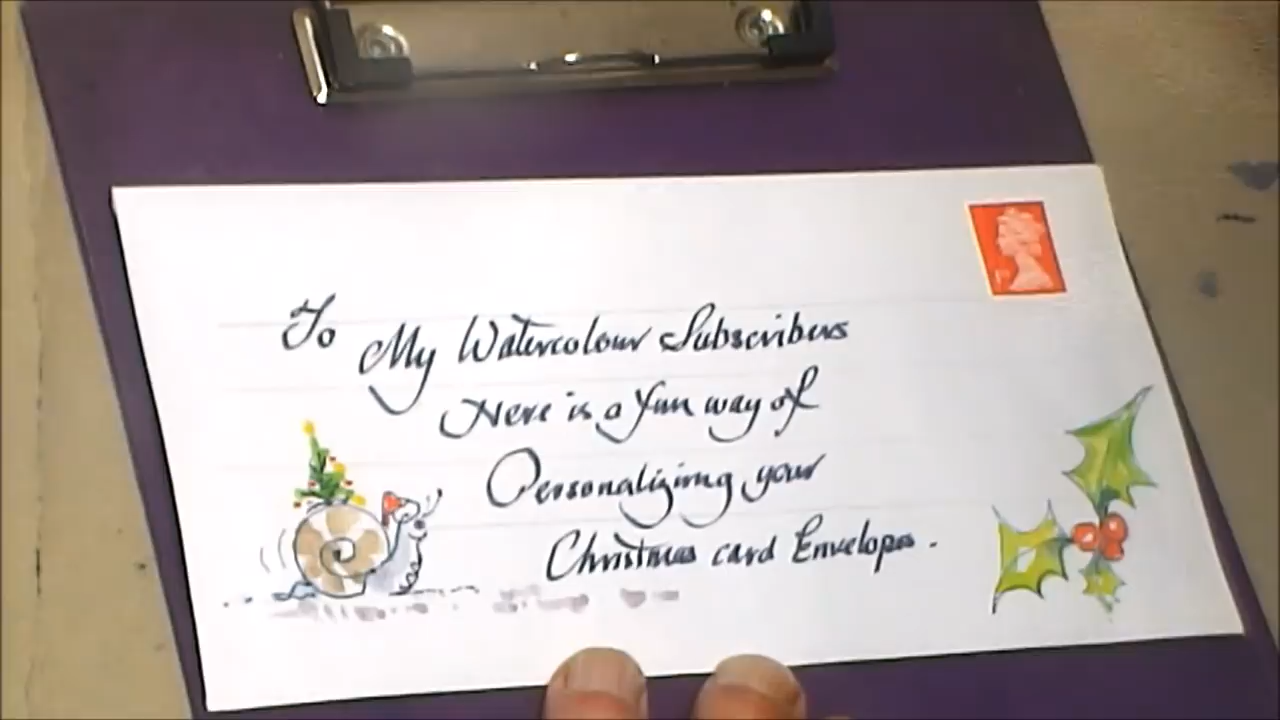 To My Watercolour Subscribers
Here is a fun way of
Personalizing your
Christmas card Envelopes.